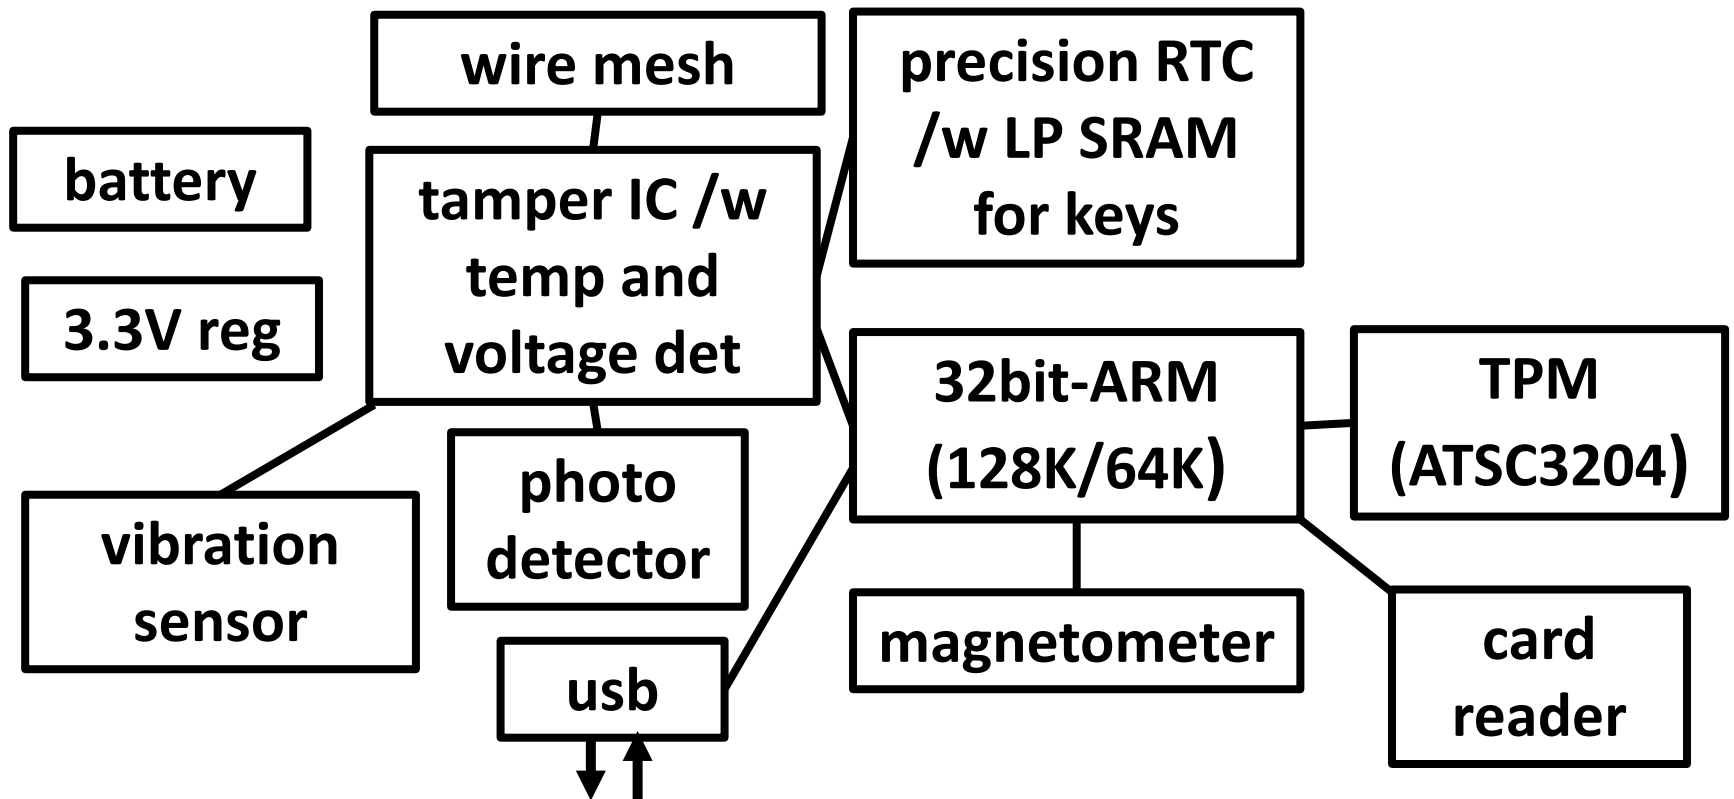 wire mesh
precision RTC
/w LP SRAM
for keys
battery
tamper IC /w
temp and
voltage det
3.3V reg
32bit-ARM
(128K/64K)
TPM
(ATSC3204)
photo
detector
vibration
sensor
magnetometer
card
reader
usb